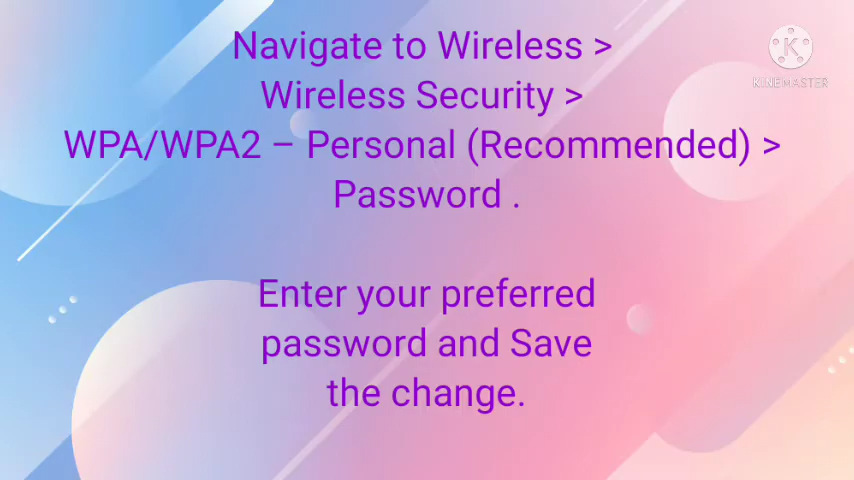 Navigate to Wireless >
Wireless Security >
WPA/WPA2 – Personal (Recommended) >
Password .
Enter your preferred
password and Save
the change.
K
KINEMASTER